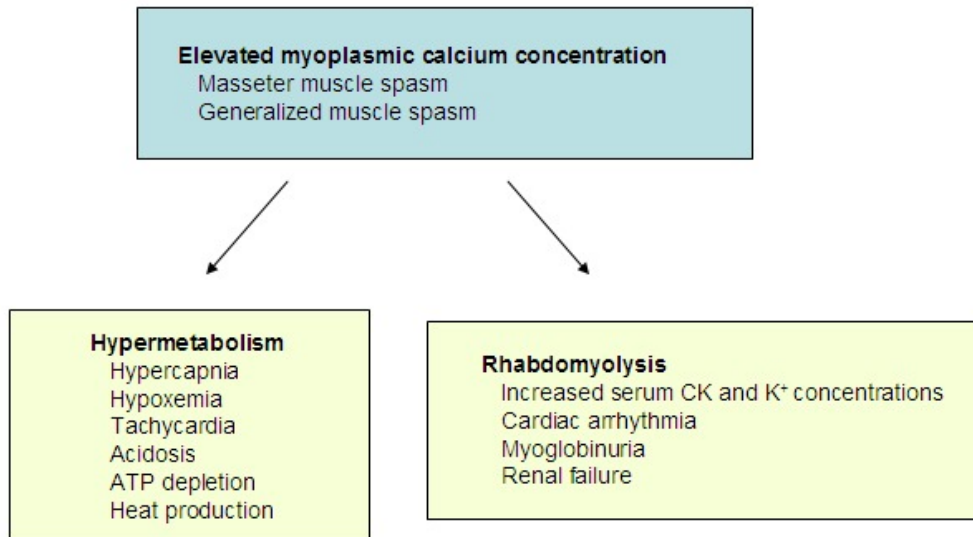 Elevated myoplasmic calcium concentration
Masseter muscle spasm
Generalized muscle spasm
Hypermetabolism
Hypercapnia
Hypoxemia
Tachycardia
Acidosis
ATP depletion
Heat production
Rhabdomyolysis
Increased serum CK and K⁺ concentrations
Cardiac arrhythmia
Myoglobinuria
Renal failure